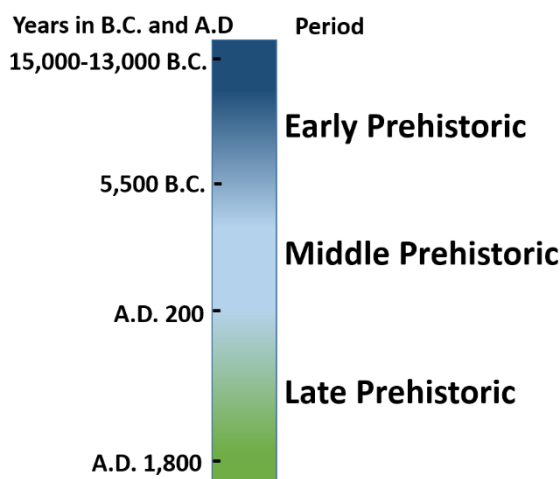 Years in B.C. and A.D Period
15,000-13,000 B.C.
Early Prehistoric
5,500 B.C.
Middle Prehistoric
A.D. 200
Late Prehistoric
A.D. 1,800